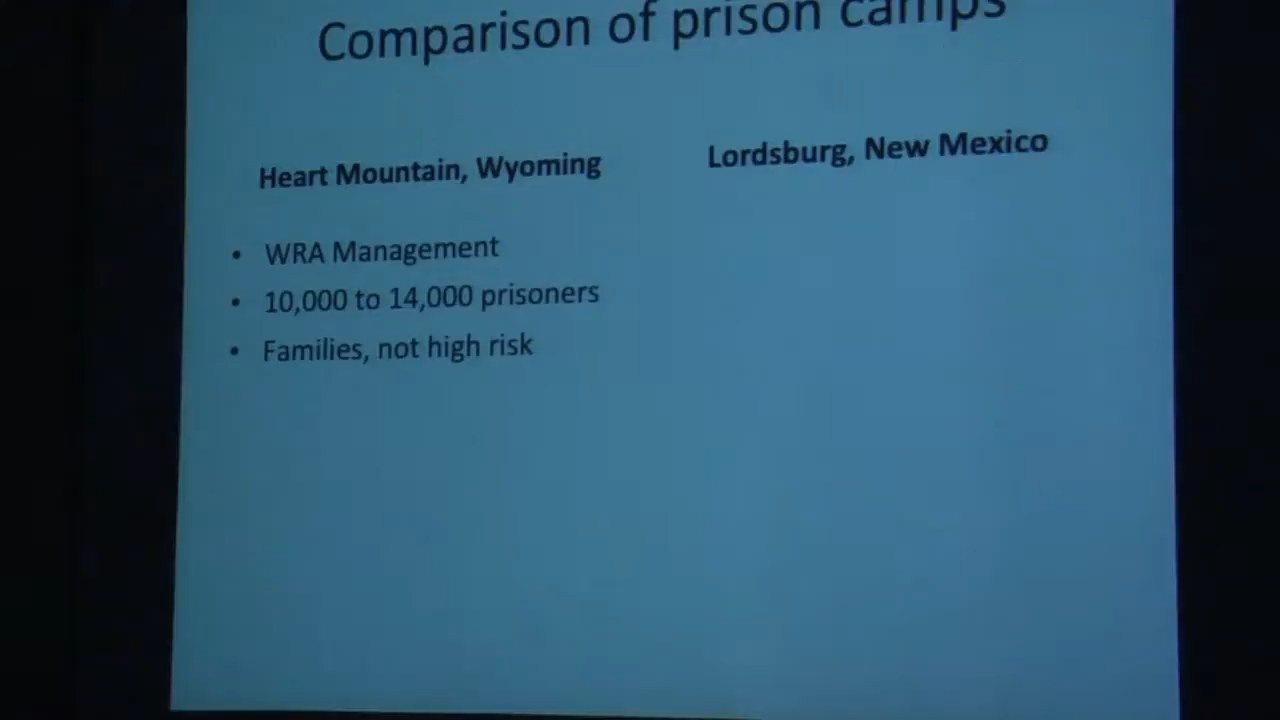 Comparison of prison camps
Heart Mountain, Wyoming
Lordsburg, New Mexico
• WRA Management
• 10,000 to 14,000 prisoners
• Families, not high risk